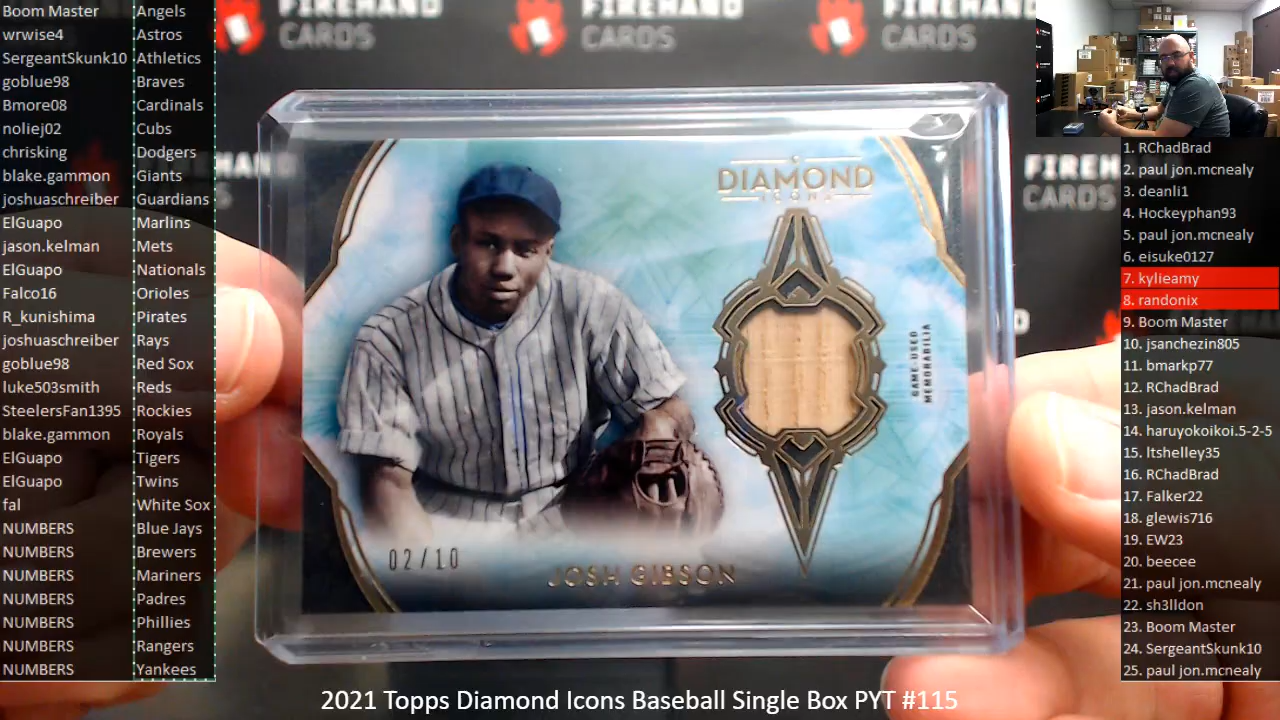 Boom Master Angels
wrwise4 Astros
SergeantSkunk10 Athletics
goblue98 Braves
Bmore08 Cardinals
noliej02 Cubs
chrisking Dodgers
blake.gammon Giants
joshuaschreiber Guardians
ElGuapo Marlins
jason.kelman Mets
ElGuapo Nationals
Falco16 Orioles
R_kunishima Pirates
joshuaschreiber Rays
goblue98 Red Sox
luke503smith Reds
SteelersFan1395 Rockies
blake.gammon Royals
ElGuapo Tigers
ElGuapo Twins
fal White Sox
NUMBERS Blue Jays
NUMBERS Brewers
NUMBERS Mariners
NUMBERS Padres
NUMBERS Phillies
NUMBERS Rangers
NUMBERS Yankees
FIREHAND FIREHAND FIREHAND
CARDS CARDS CARDS
FIREM
CARDS
DIAMOND
ICONS
GAME-USED
MEMORABILIA
02/10
JOSH GIBSON
1. RChadBrad
2. paul jon.mcnealy
3. deanli1
4. Hockeyphan93
5. paul jon.mcnealy
6. eisuke0127
7. kylieamy
8. randonix
9. Boom Master
10. jsanchezin805
11. bmarkp77
12. RChadBrad
13. jason.kelman
14. haruyokoikoi.5-2-5
15. Itshelley35
16. RChadBrad
17. Falker22
18. glewis716
19. EW23
20. beecee
21. paul jon.mcnealy
22. sh3lldon
23. Boom Master
24. SergeantSkunk10
25. paul jon.mcnealy
2021 Topps Diamond Icons Baseball Single Box PYT #115